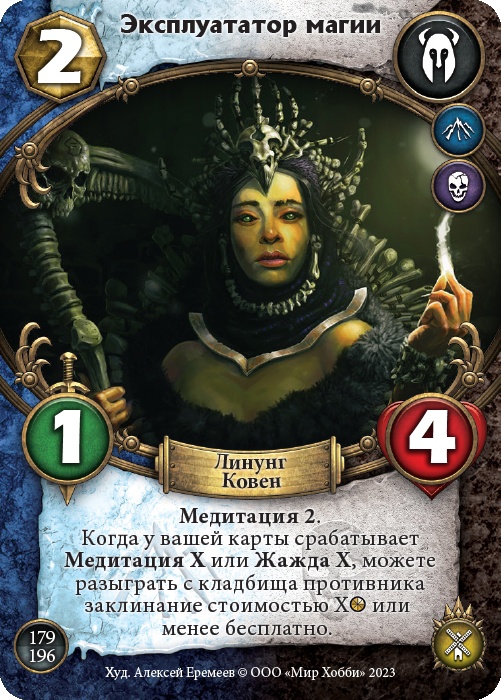 Эксплуататор магии
2
1
4
Линунг
Ковен
Медитация 2.
Когда у вашей карты срабатывает
Медитация X или Жажда X, можете
разыграть с кладбища противника
заклинание стоимостью X или
менее бесплатно.
179
196
Худ. Алексей Еремеев © ООО «Мир Хобби» 2023